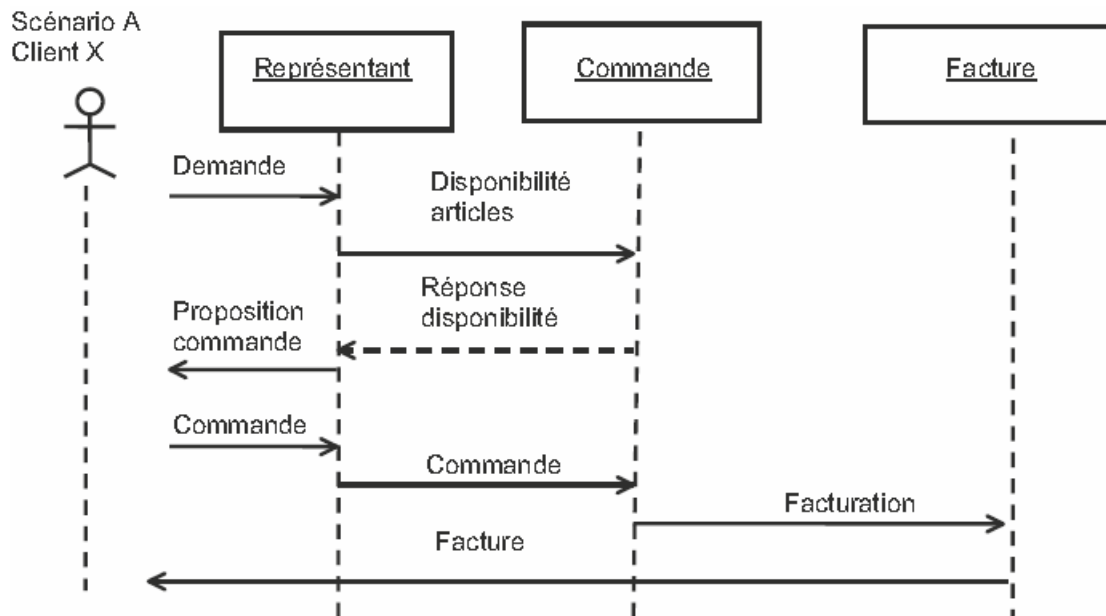 Scénario A
Client X
Représentant
Commande
Facture
Demande
Disponibilité
articles
Réponse
disponibilité
Proposition
commande
Commande
Commande
Facturation
Facture